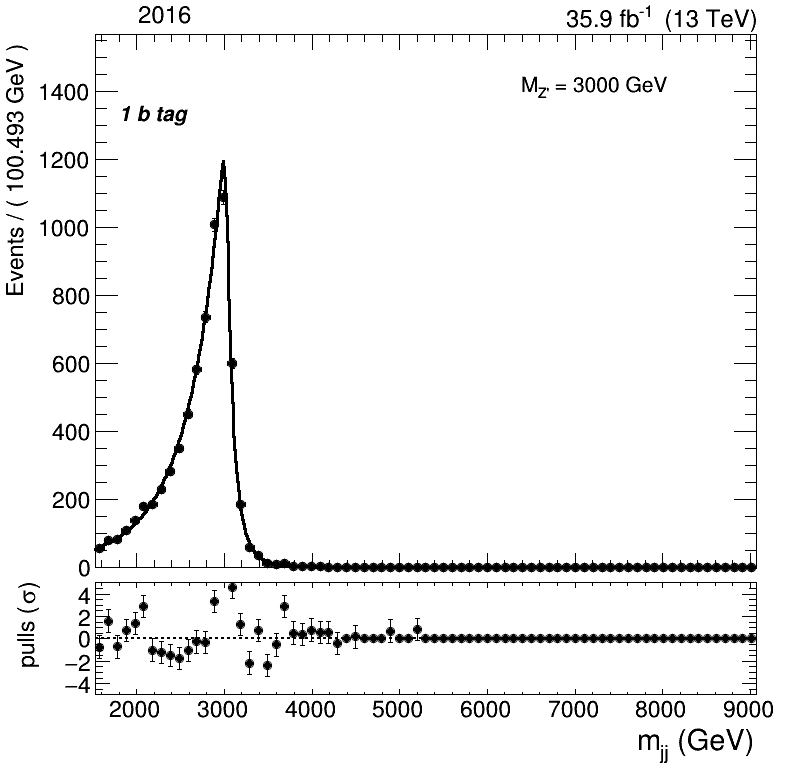 2016 35.9 fb⁻¹ (13 TeV)
Events / ( 100.493 GeV )
1400
1200
1000
800
600
400
200
0
1 b tag
M_Z' = 3000 GeV
pulls (σ)
4
2
0
−2
−4
2000 3000 4000 5000 6000 7000 8000 9000
m_jj (GeV)